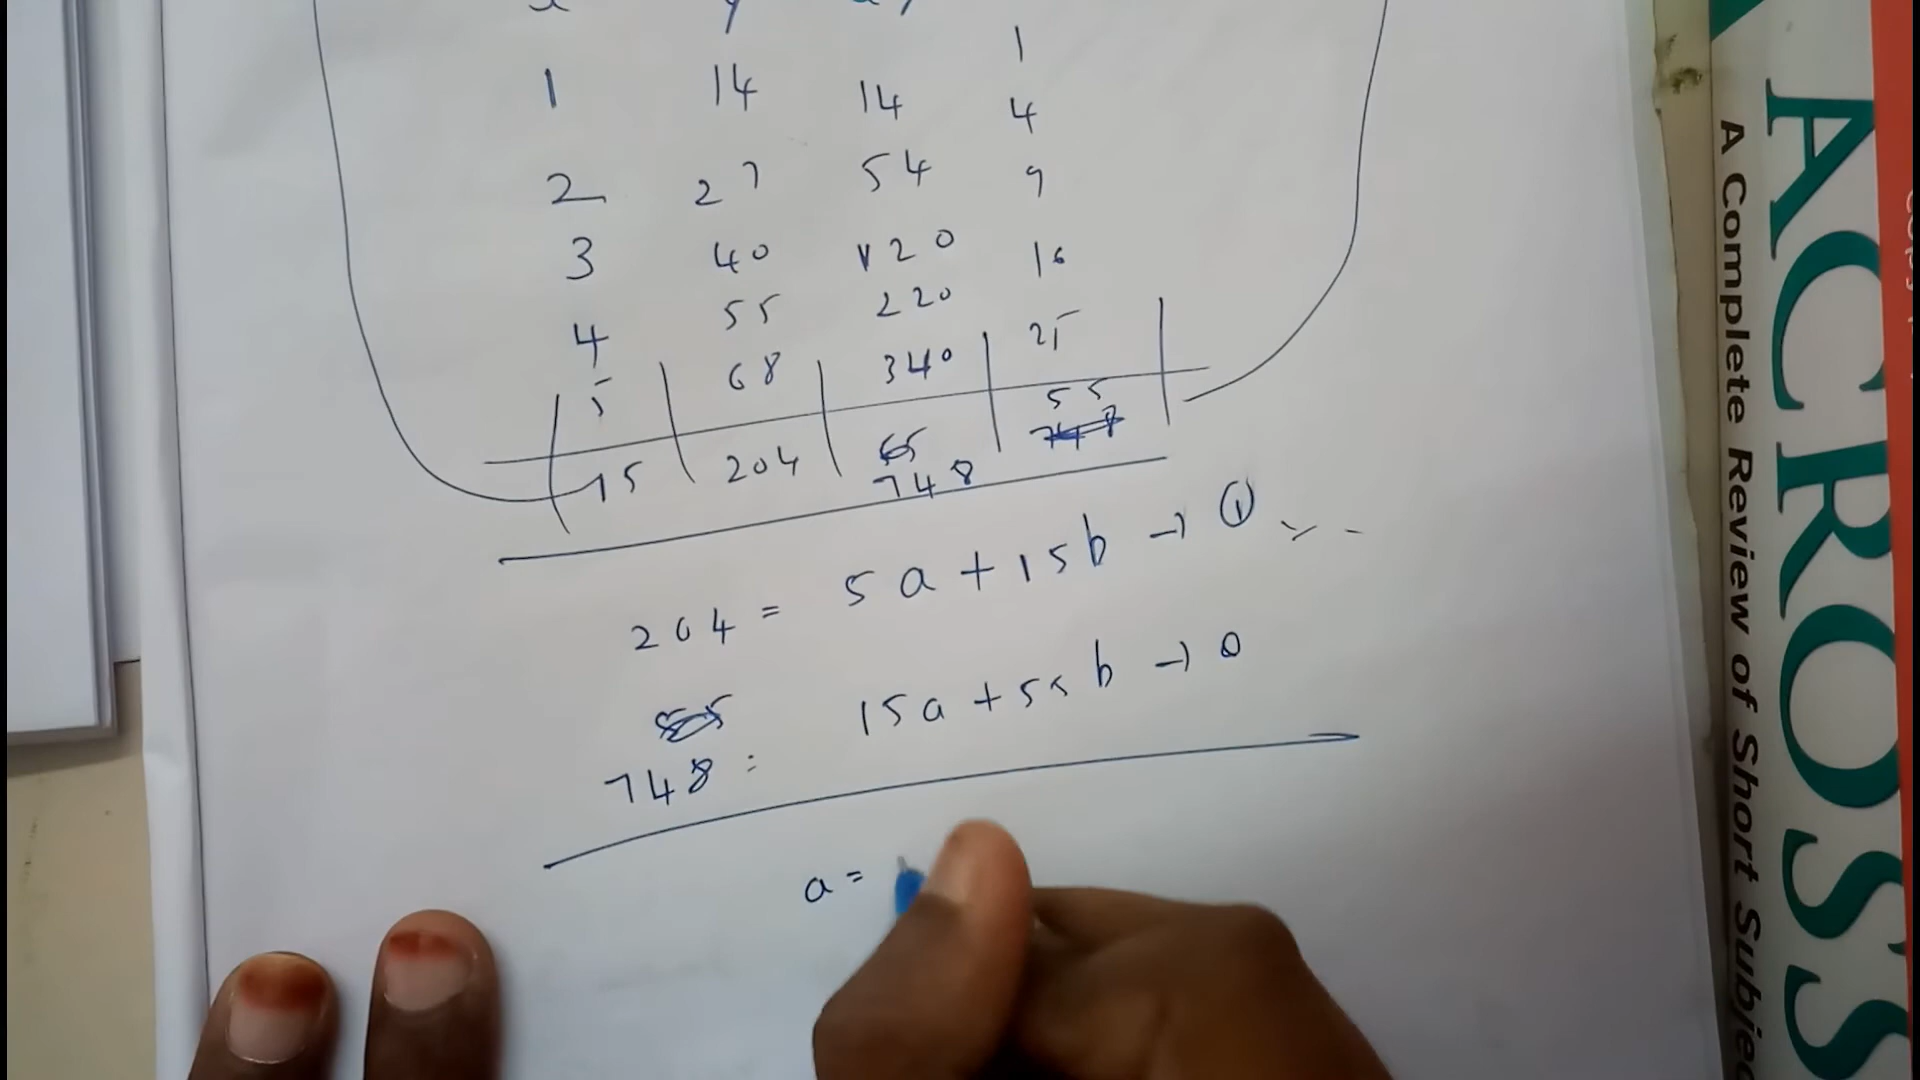 x y xy
1
1 14 14 4
2 27 54 9
3 40 120 16
4 55 220 25
5 68 340 55
15 204 748
204 = 5a + 15b → ①
15a + 55b →
748 =
a =
ACROSS
A Complete Review of Short Subjec